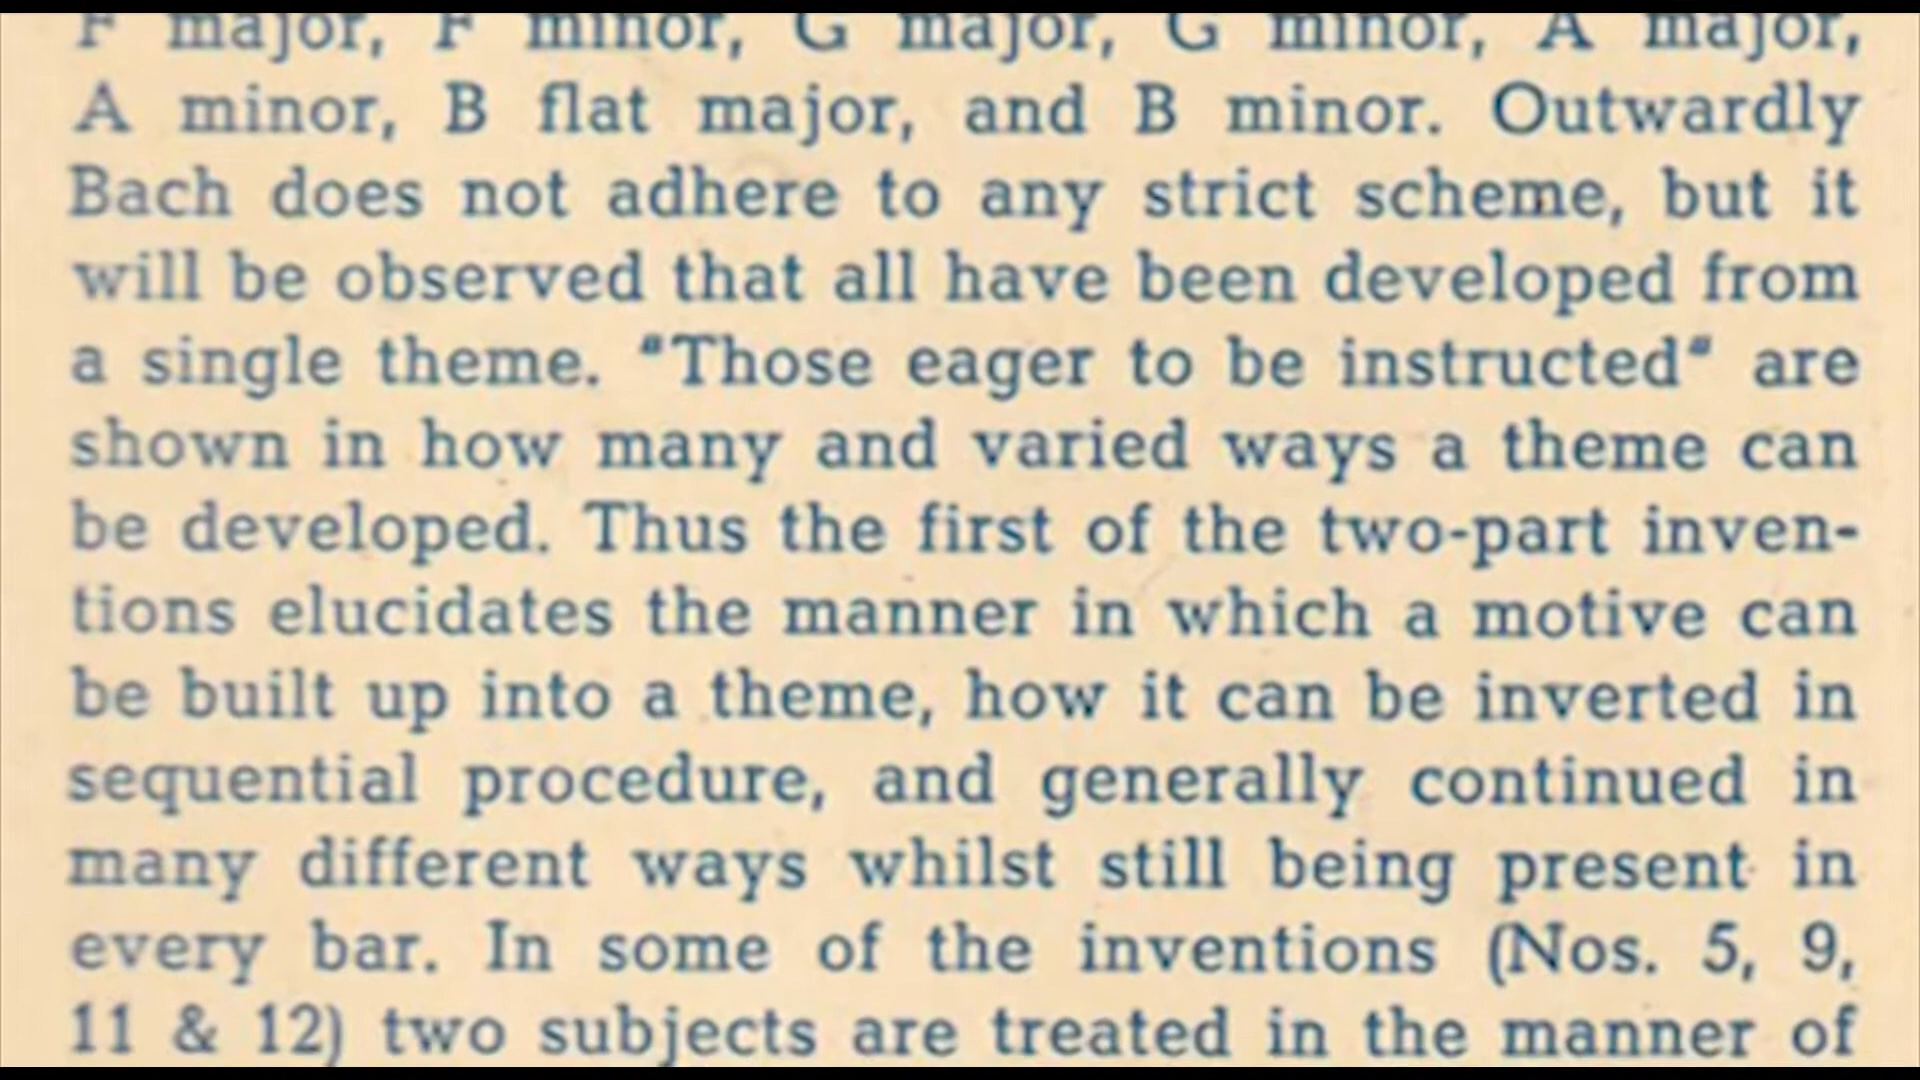 F major, F minor, G major, G minor, A major,
A minor, B flat major, and B minor. Outwardly
Bach does not adhere to any strict scheme, but it
will be observed that all have been developed from
a single theme. "Those eager to be instructed" are
shown in how many and varied ways a theme can
be developed. Thus the first of the two-part inven-
tions elucidates the manner in which a motive can
be built up into a theme, how it can be inverted in
sequential procedure, and generally continued in
many different ways whilst still being present in
every bar. In some of the inventions (Nos. 5, 9,
11 & 12) two subjects are treated in the manner of